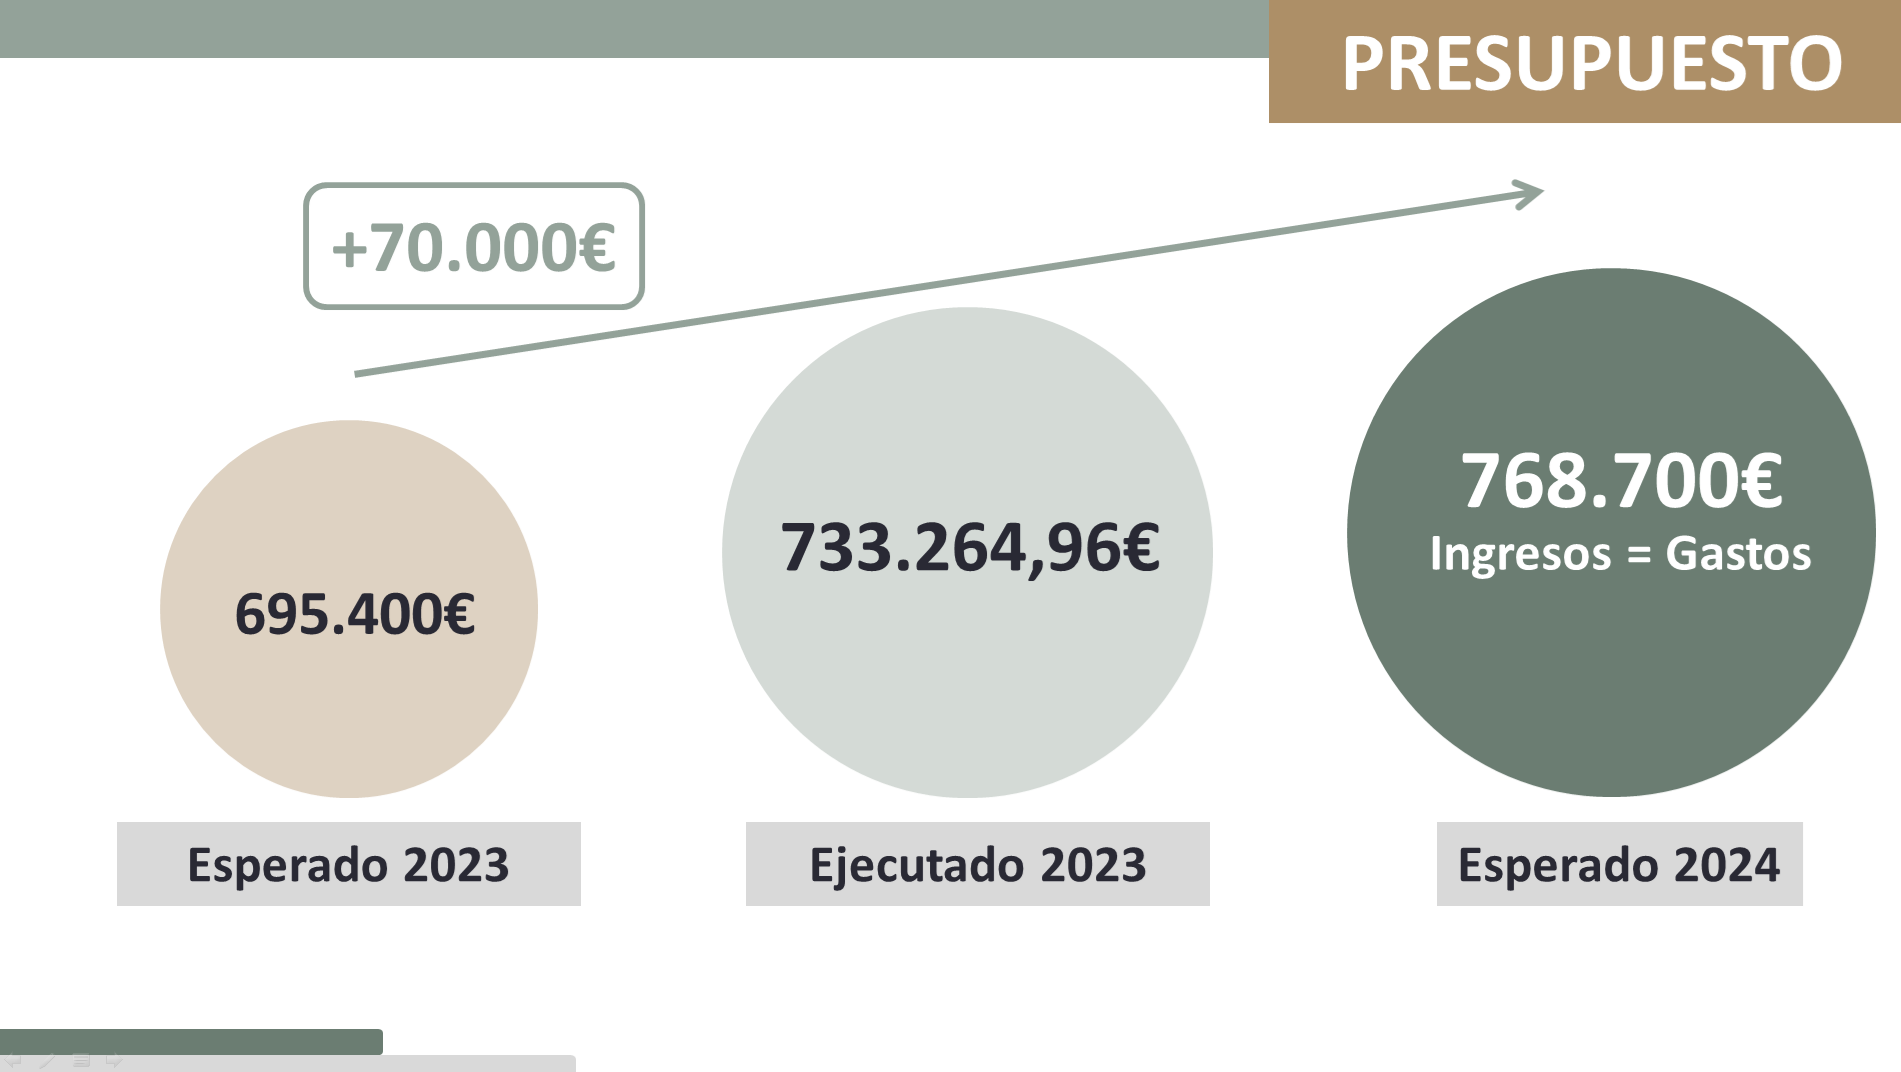 PRESUPUESTO
+70.000€
695.400€
733.264,96€
768.700€
Ingresos = Gastos
Esperado 2023
Ejecutado 2023
Esperado 2024